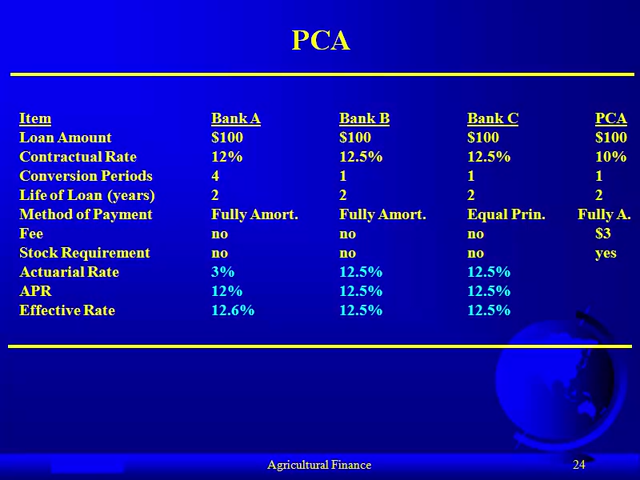 PCA
Item Bank A Bank B Bank C PCA
Loan Amount $100 $100 $100 $100
Contractual Rate 12% 12.5% 12.5% 10%
Conversion Periods 4 1 1 1
Life of Loan (years) 2 2 2 2
Method of Payment Fully Amort. Fully Amort. Equal Prin. Fully A.
Fee no no no $3
Stock Requirement no no no yes
Actuarial Rate 3% 12.5% 12.5%
APR 12% 12.5% 12.5%
Effective Rate 12.6% 12.5% 12.5%
Agricultural Finance 24